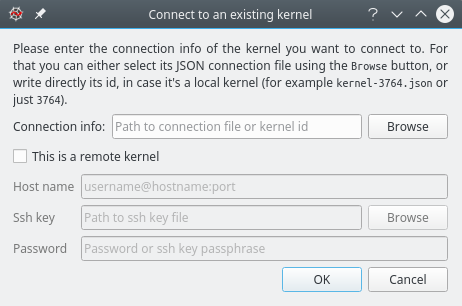 Connect to an existing kernel
Please enter the connection info of the kernel you want to connect to. For
that you can either select its JSON connection file using the Browse button, or
write directly its id, in case it's a local kernel (for example kernel-3764.json or
just 3764).
Connection info: Path to connection file or kernel id Browse
This is a remote kernel
Host name username@hostname:port
Ssh key Path to ssh key file Browse
Password Password or ssh key passphrase
OK Cancel